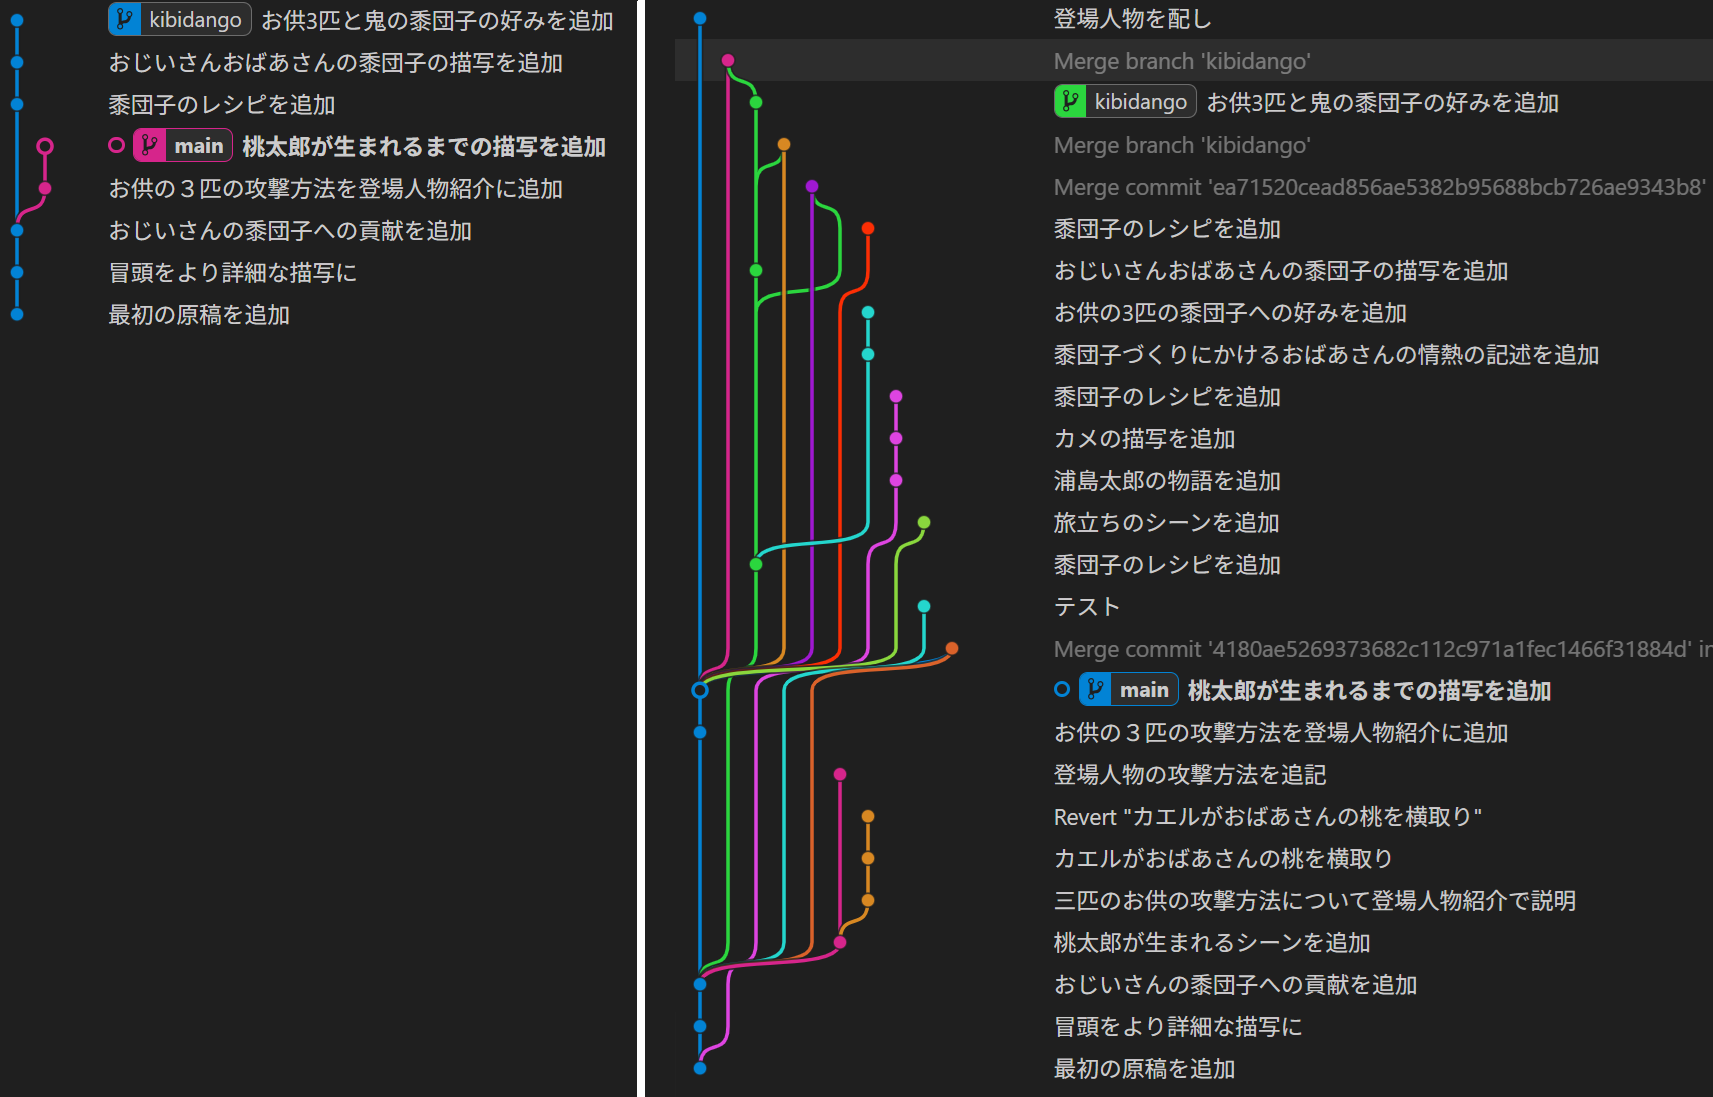 kibidango お供3匹と鬼の黍団子の好みを追加
おじいさんおばあさんの黍団子の描写を追加
黍団子のレシピを追加
main 桃太郎が生まれるまでの描写を追加
お供の３匹の攻撃方法を登場人物紹介に追加
おじいさんの黍団子への貢献を追加
冒頭をより詳細な描写に
最初の原稿を追加
登場人物を配し
Merge branch 'kibidango'
kibidango お供3匹と鬼の黍団子の好みを追加
Merge branch 'kibidango'
Merge commit 'ea71520cead856ae5382b95688bcb726ae9343b8'
黍団子のレシピを追加
おじいさんおばあさんの黍団子の描写を追加
お供の3匹の黍団子への好みを追加
黍団子づくりにかけるおばあさんの情熱の記述を追加
黍団子のレシピを追加
カメの描写を追加
浦島太郎の物語を追加
旅立ちのシーンを追加
黍団子のレシピを追加
テスト
Merge commit '4180ae5269373682c112c971a1fec1466f31884d' in
main 桃太郎が生まれるまでの描写を追加
お供の３匹の攻撃方法を登場人物紹介に追加
登場人物の攻撃方法を追記
Revert "カエルがおばあさんの桃を横取り"
カエルがおばあさんの桃を横取り
三匹のお供の攻撃方法について登場人物紹介で説明
桃太郎が生まれるシーンを追加
おじいさんの黍団子への貢献を追加
冒頭をより詳細な描写に
最初の原稿を追加